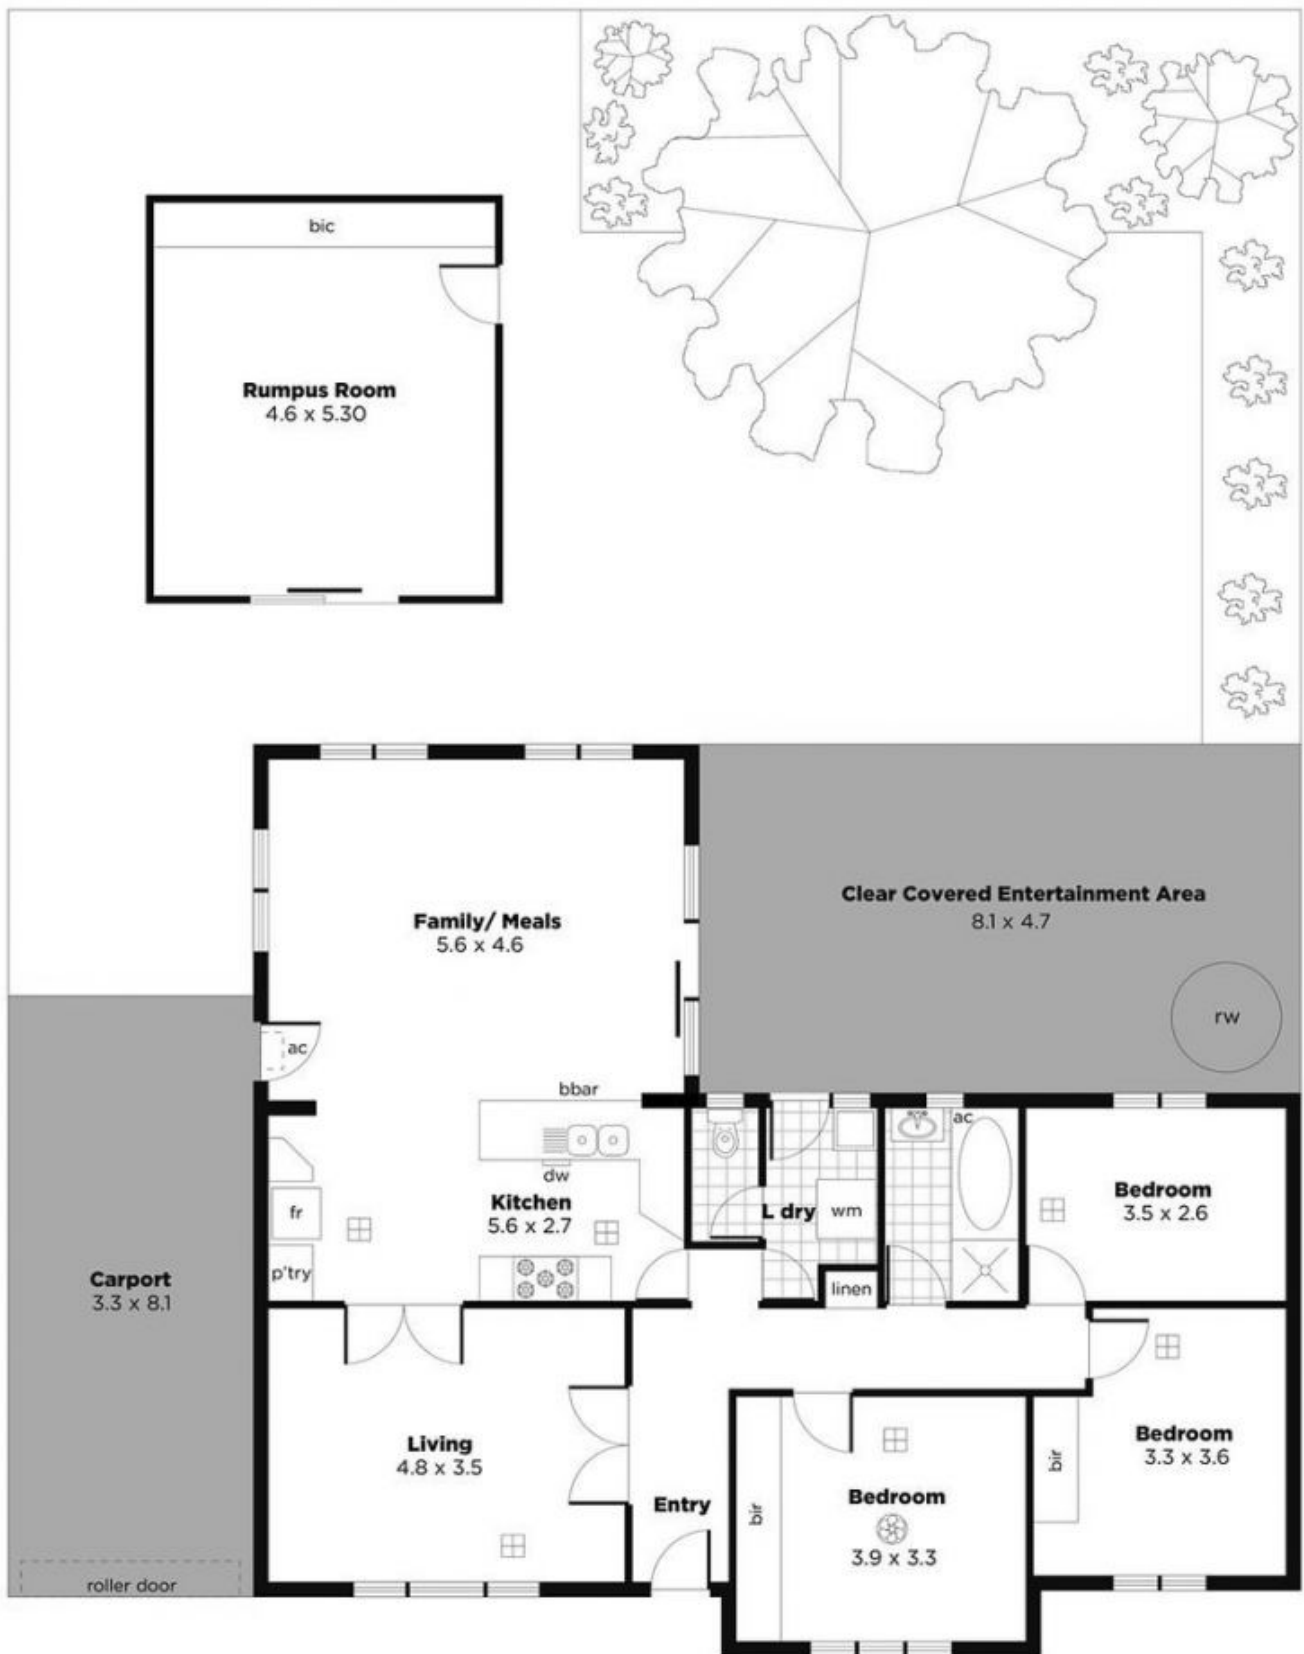 bic
Rumpus Room
4.6 x 5.30
Clear Covered Entertainment Area
8.1 x 4.7
Family/ Meals
5.6 x 4.6
rw
ac
bbar
ac
dw
Kitchen
5.6 x 2.7
fr
L dry
wm
Bedroom
3.5 x 2.6
p'try
linen
Carport
3.3 x 8.1
Living
4.8 x 3.5
bir
Bedroom
3.3 x 3.6
Entry
bir
Bedroom
3.9 x 3.3
roller door